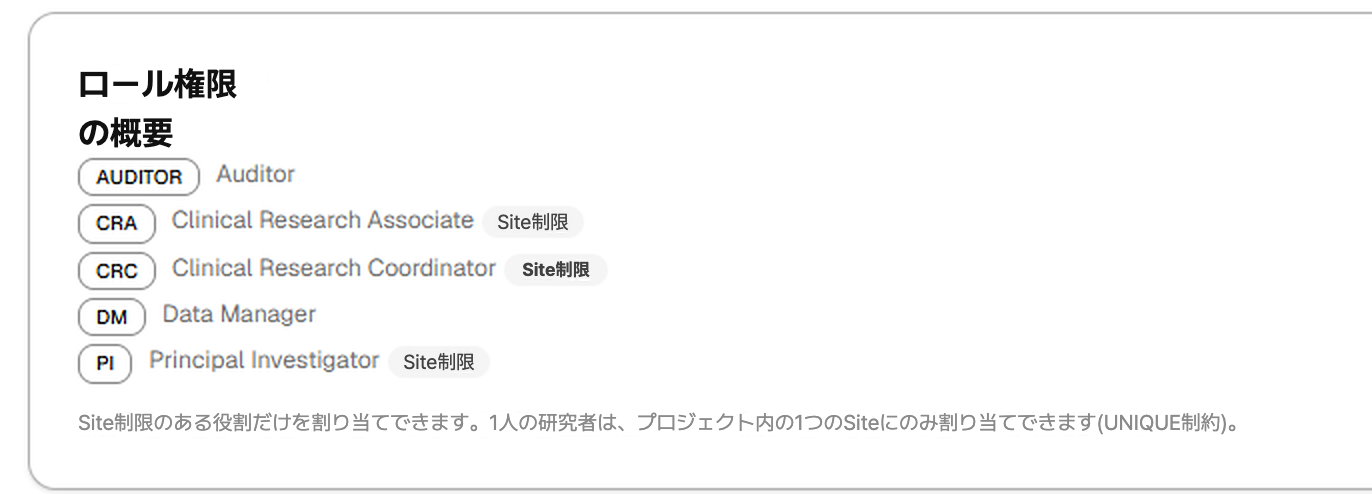 ロール権限
の概要
AUDITOR Auditor
CRA Clinical Research Associate Site制限
CRC Clinical Research Coordinator Site制限
DM Data Manager
PI Principal Investigator Site制限
Site制限のある役割だけを割り当てできます。1人の研究者は、プロジェクト内の1つのSiteにのみ割り当てできます(UNIQUE制約)。